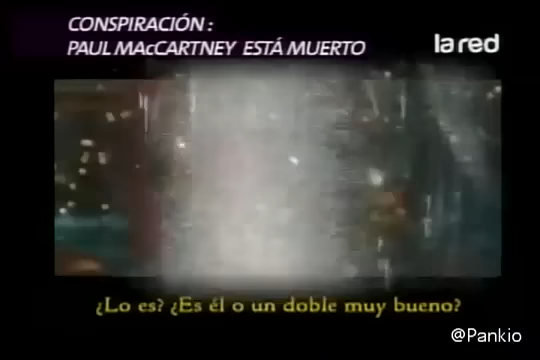 CONSPIRACIÓN :
PAUL MACCARTNEY ESTÁ MUERTO
la red
¿Lo es? ¿Es él o un doble muy bueno?
@Pankio